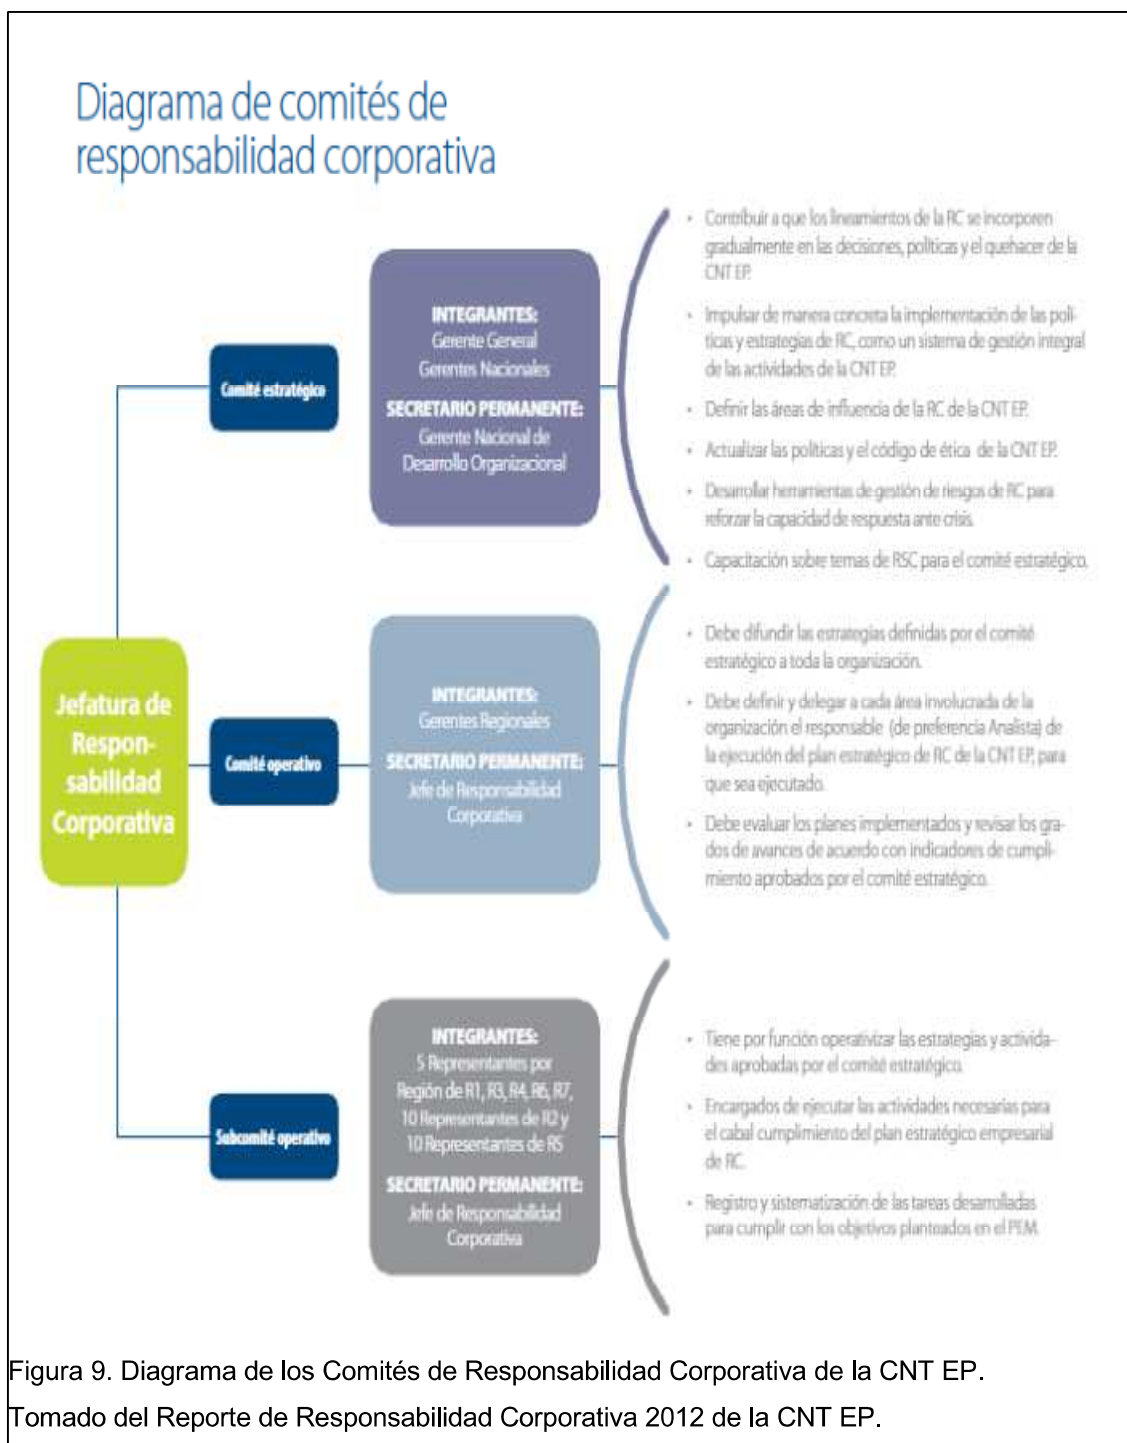 Diagrama de comités de
responsabilidad corporativa
Jefatura de
Respon-
sabilidad
Corporativa
Comité estratégico
INTEGRANTES:
Gerente General
Gerentes Nacionales
SECRETARIO PERMANENTE:
Gerente Nacional de
Desarrollo Organizacional
• Contribuir a que los lineamientos de la RC se incorporen
gradualmente en las decisiones, políticas y el quehacer de la
CNT EP.
• Impulsar de manera concreta la implementación de las polí-
ticas y estrategias de RC, como un sistema de gestión integral
de las actividades de la CNT EP.
• Definir las áreas de influencia de la RC de la CNT EP.
• Actualizar las políticas y el código de ética de la CNT EP.
• Desarrollar herramientas de gestión de riesgos de RC para
reforzar la capacidad de respuesta ante crisis.
• Capacitación sobre temas de RSC para el comité estratégico.
Comité operativo
INTEGRANTES:
Gerentes Regionales
SECRETARIO PERMANENTE:
Jefe de Responsabilidad
Corporativa
• Debe difundir las estrategias definidas por el comité
estratégico a toda la organización.
• Debe definir y delegar a cada área involucrada de la
organización el responsable (de preferencia Analista) de
la ejecución del plan estratégico de RC de la CNT EP, para
que sea ejecutado.
• Debe evaluar los planes implementados y revisar los gra-
dos de avances de acuerdo con indicadores de cumpli-
miento aprobados por el comité estratégico.
Subcomité operativo
INTEGRANTES:
5 Representantes por
Región de R1, R3, R4, R6, R7,
10 Representantes de R2 y
10 Representantes de R5
SECRETARIO PERMANENTE:
Jefe de Responsabilidad
Corporativa
• Tiene por función operativizar las estrategias y activida-
des aprobadas por el comité estratégico.
• Encargados de ejecutar las actividades necesarias para
el cabal cumplimiento del plan estratégico empresarial
de RC.
• Registro y sistematización de las tareas desarrolladas
para cumplir con los objetivos planteados en el PEM.
Figura 9. Diagrama de los Comités de Responsabilidad Corporativa de la CNT EP.
Tomado del Reporte de Responsabilidad Corporativa 2012 de la CNT EP.